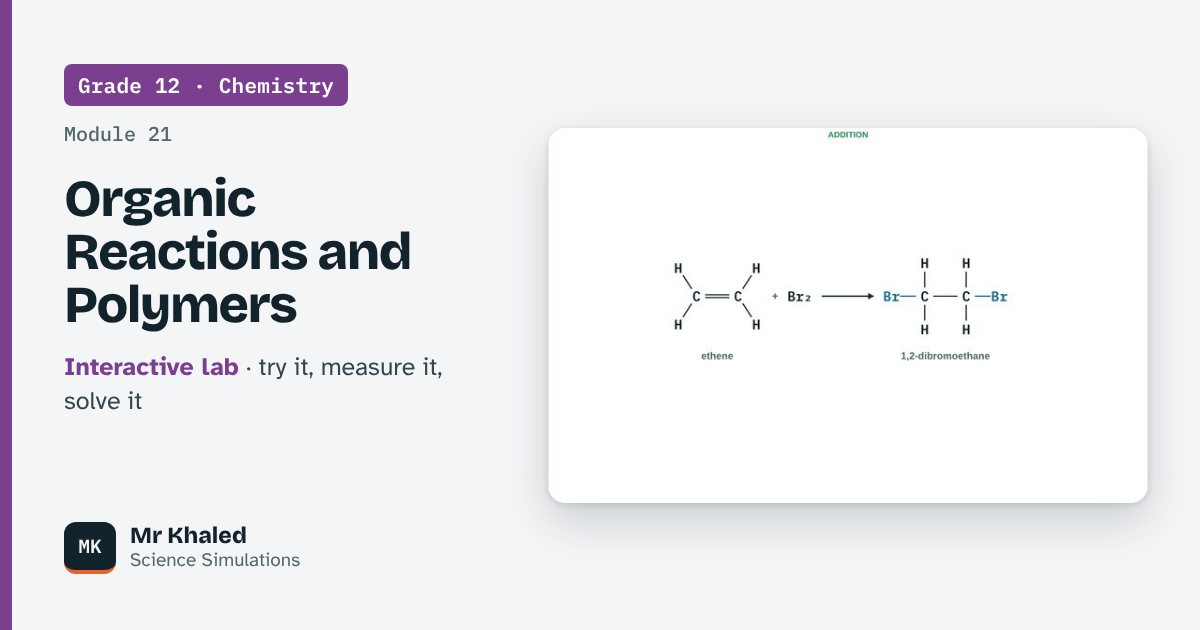 Grade 12 · Chemistry
Module 21
Organic
Reactions and
Polymers
Interactive lab · try it, measure it,
solve it
MK
Mr Khaled
Science Simulations
ADDITION
H H H H
C C + Br₂ Br C C Br
H H H H
ethene 1,2-dibromoethane